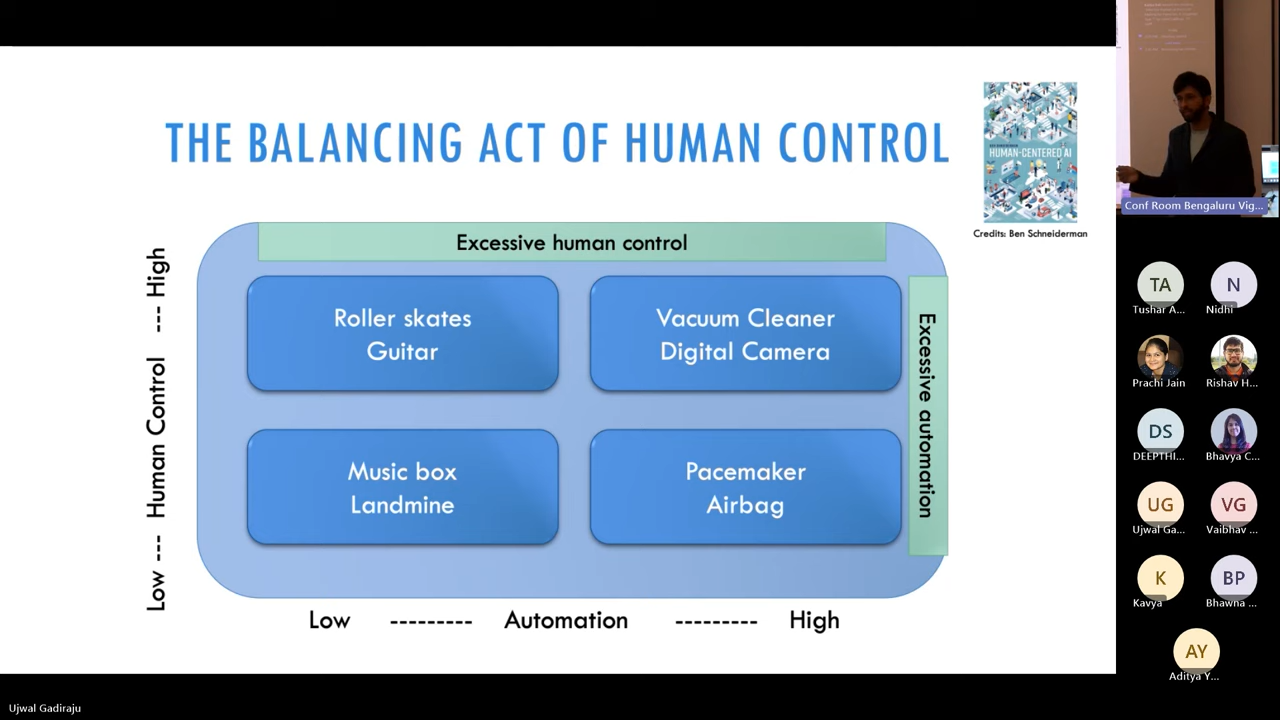 THE BALANCING ACT OF HUMAN CONTROL
HUMAN-CENTERED AI
Credits: Ben Schneiderman
Excessive human control
Roller skates
Guitar
Vacuum Cleaner
Digital Camera
Music box
Landmine
Pacemaker
Airbag
Excessive automation
Low --- Human Control --- High
Low --------- Automation --------- High
Conf Room Bengaluru Vig...
TA
Tushar A...
N
Nidhi
Prachi Jain
Rishav H...
DS
DEEPTHI...
Bhavya C...
UG
Ujwal Ga...
VG
Vaibhav ...
K
Kavya
BP
Bhawna ...
AY
Aditya Y...
Ujwal Gadiraju